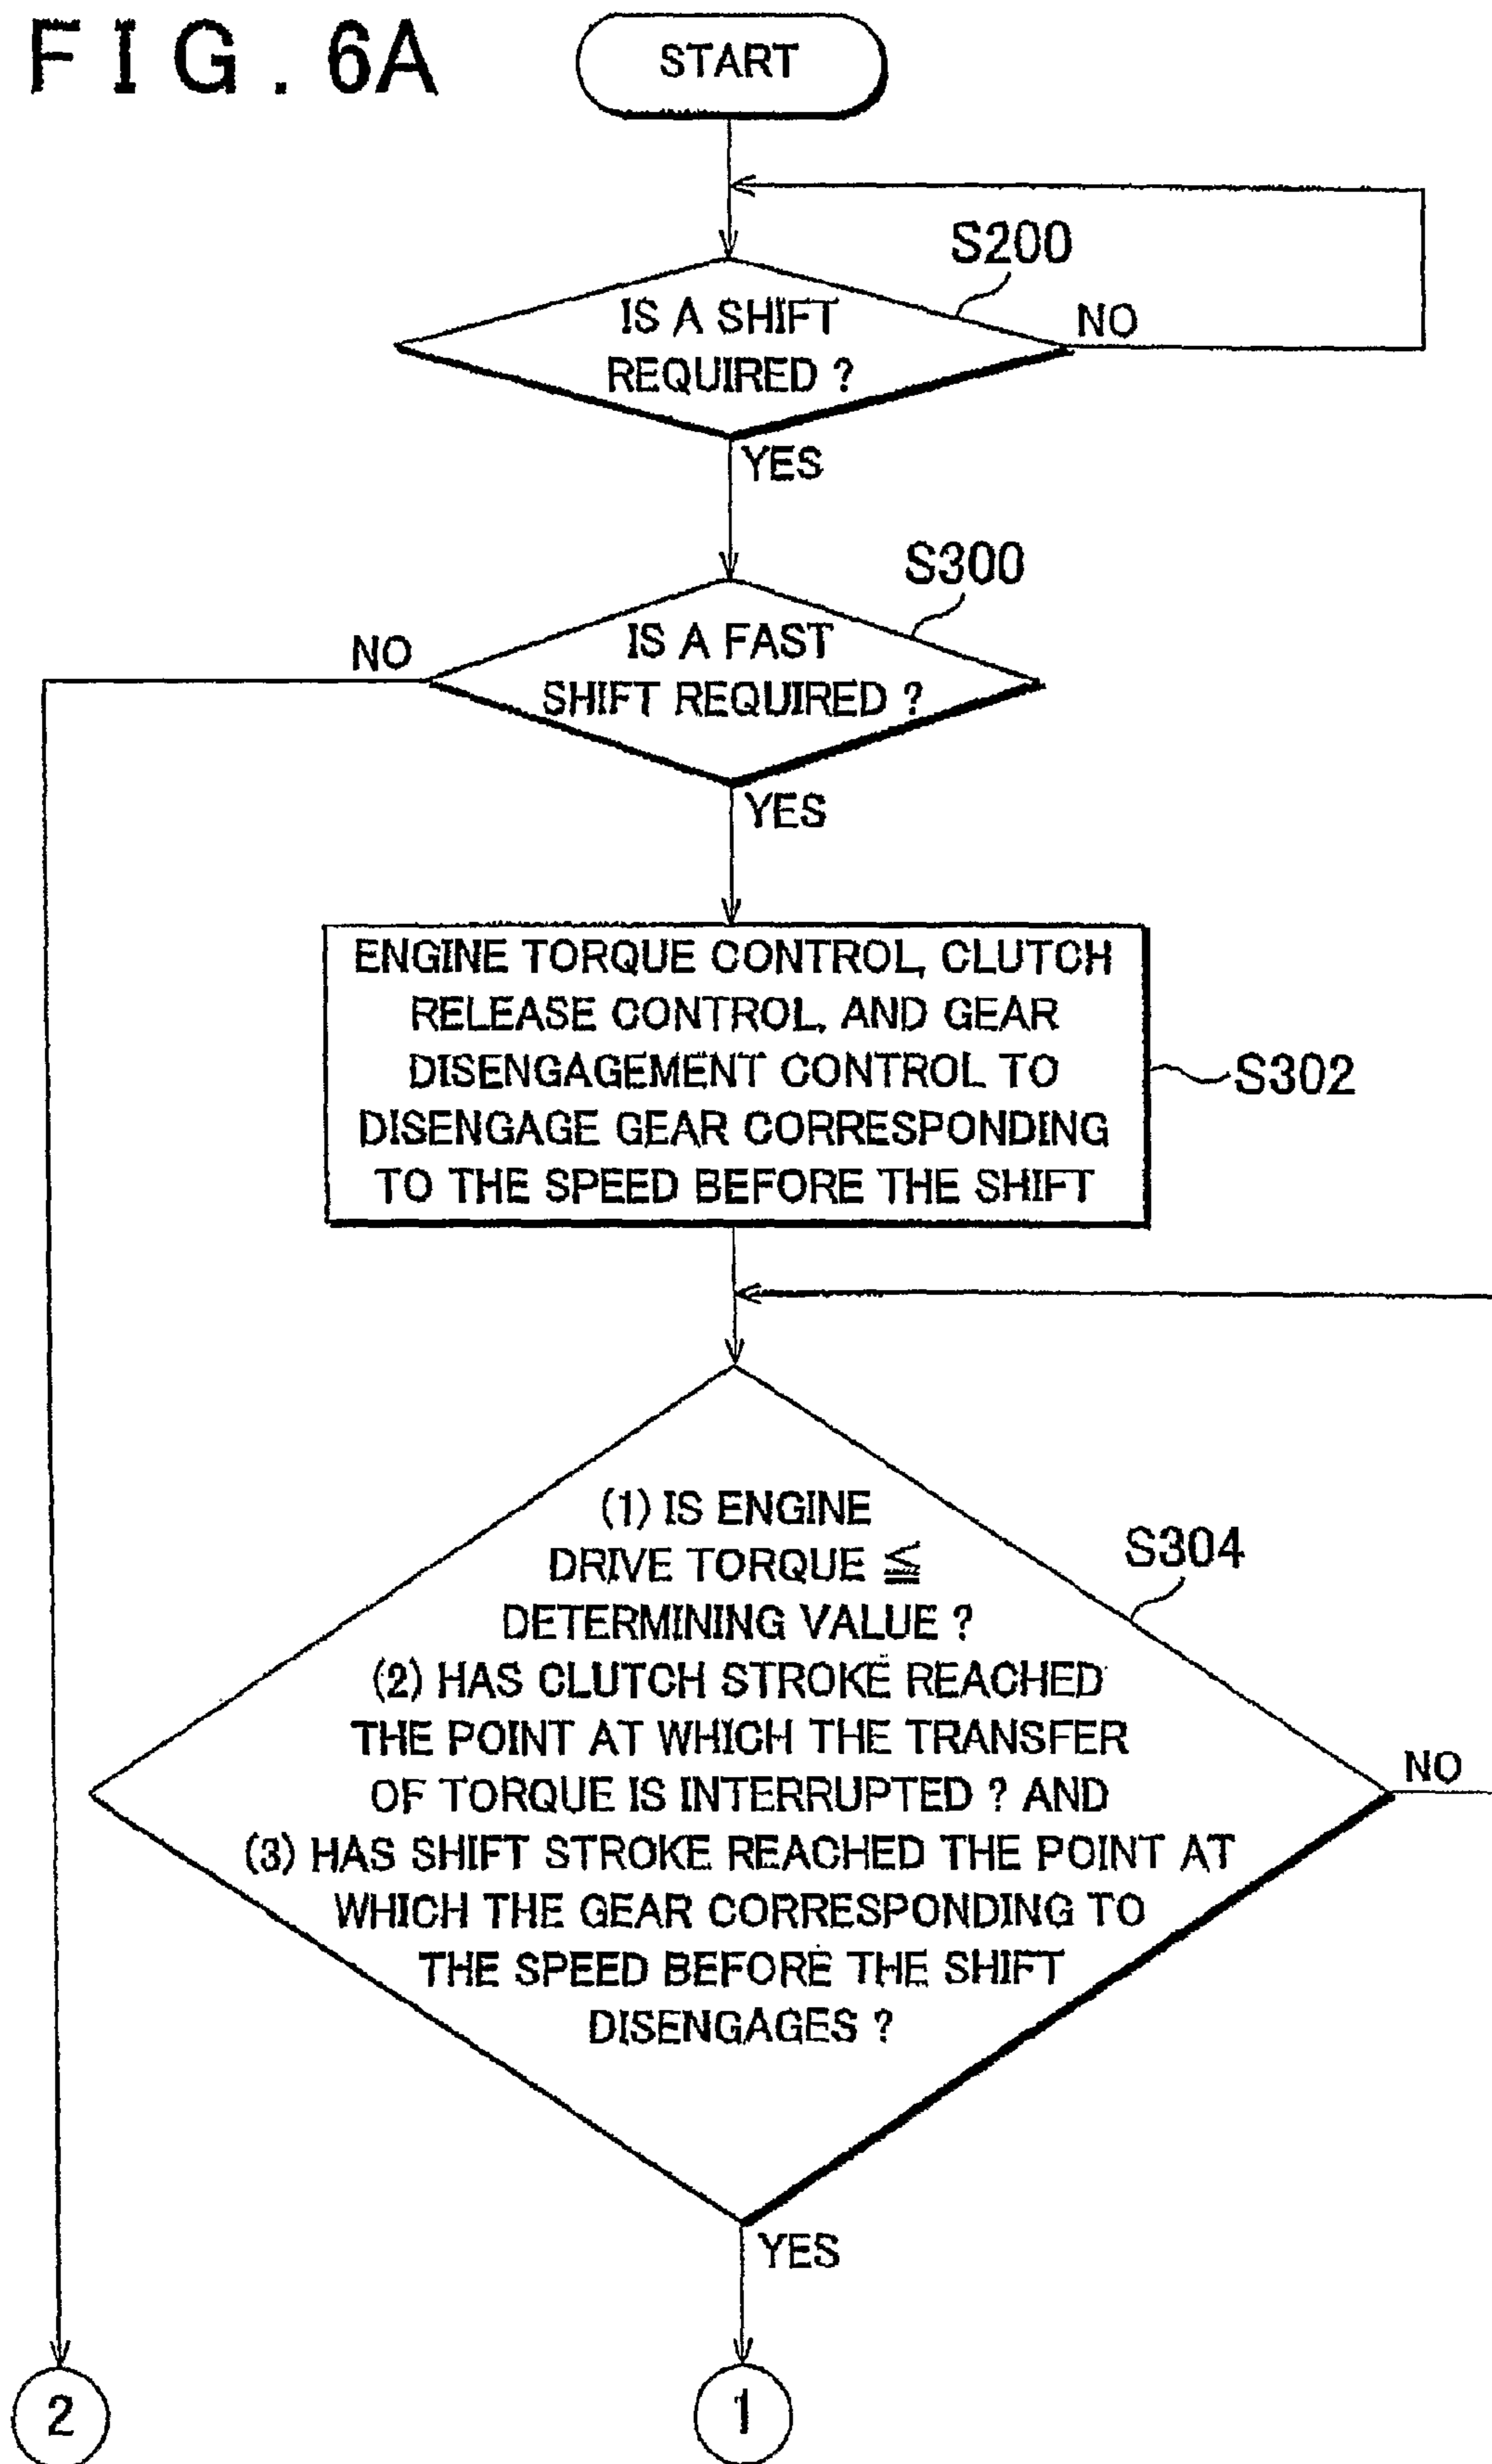 FIG. 6A
START
S200
IS A SHIFT
REQUIRED ?
NO
YES
S300
IS A FAST
SHIFT REQUIRED ?
NO
YES
ENGINE TORQUE CONTROL, CLUTCH
RELEASE CONTROL, AND GEAR
DISENGAGEMENT CONTROL TO
DISENGAGE GEAR CORRESPONDING
TO THE SPEED BEFORE THE SHIFT
S302
(1) IS ENGINE
DRIVE TORQUE ≦
DETERMINING VALUE ?
(2) HAS CLUTCH STROKE REACHED
THE POINT AT WHICH THE TRANSFER
OF TORQUE IS INTERRUPTED ? AND
(3) HAS SHIFT STROKE REACHED THE POINT AT
WHICH THE GEAR CORRESPONDING TO
THE SPEED BEFORE THE SHIFT
DISENGAGES ?
S304
NO
YES
2
1